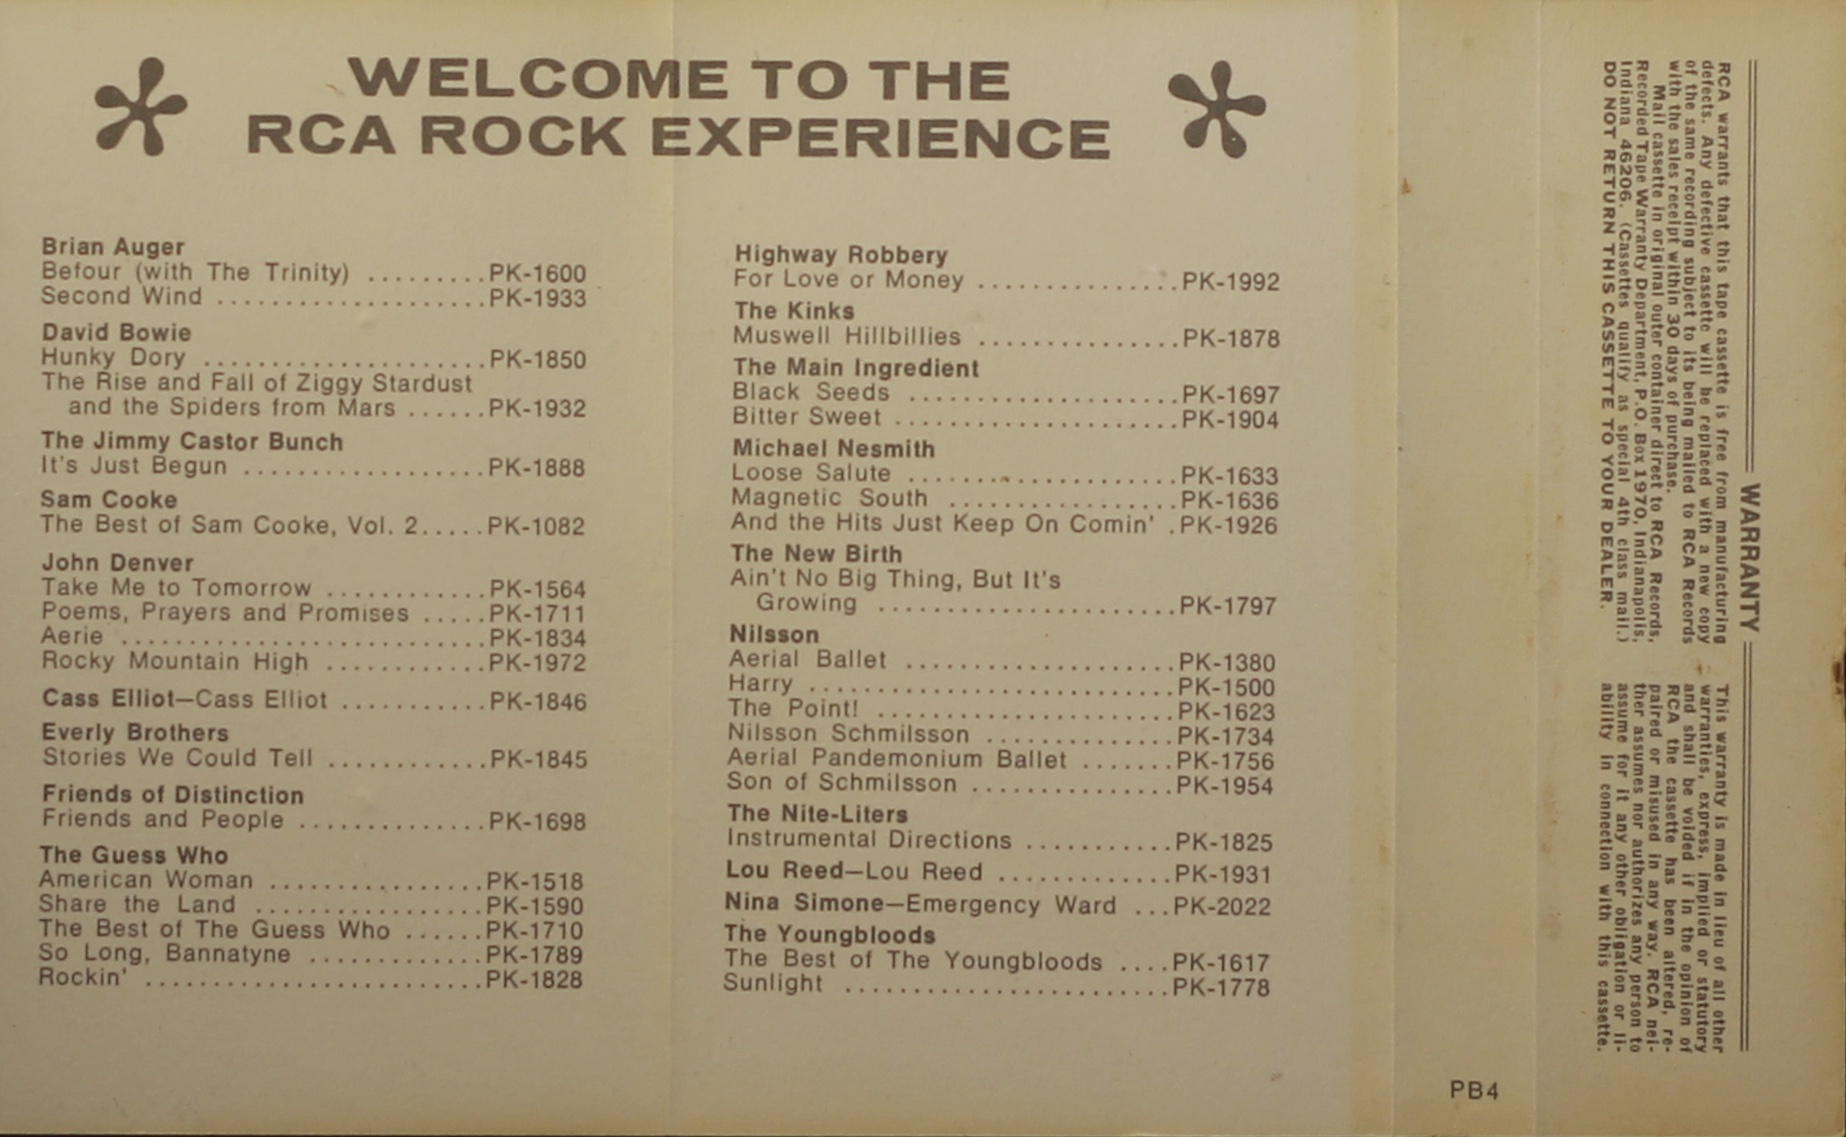 WELCOME TO THE
RCA ROCK EXPERIENCE
Brian Auger
Befour (with The Trinity) .........PK-1600
Second Wind ....................PK-1933
David Bowie
Hunky Dory .....................PK-1850
The Rise and Fall of Ziggy Stardust
and the Spiders from Mars ......PK-1932
The Jimmy Castor Bunch
It's Just Begun ..................PK-1888
Sam Cooke
The Best of Sam Cooke, Vol. 2.....PK-1082
John Denver
Take Me to Tomorrow ............PK-1564
Poems, Prayers and Promises .....PK-1711
Aerie ...........................PK-1834
Rocky Mountain High ............PK-1972
Cass Elliot—Cass Elliot ...........PK-1846
Everly Brothers
Stories We Could Tell ............PK-1845
Friends of Distinction
Friends and People ..............PK-1698
The Guess Who
American Woman ................PK-1518
Share the Land .................PK-1590
The Best of The Guess Who ......PK-1710
So Long, Bannatyne .............PK-1789
Rockin' .........................PK-1828
Highway Robbery
For Love or Money ...............PK-1992
The Kinks
Muswell Hillbillies ...............PK-1878
The Main Ingredient
Black Seeds ....................PK-1697
Bitter Sweet .....................PK-1904
Michael Nesmith
Loose Salute ....................PK-1633
Magnetic South .................PK-1636
And the Hits Just Keep On Comin' .PK-1926
The New Birth
Ain't No Big Thing, But It's
Growing ......................PK-1797
Nilsson
Aerial Ballet ....................PK-1380
Harry ...........................PK-1500
The Point! ......................PK-1623
Nilsson Schmilsson ..............PK-1734
Aerial Pandemonium Ballet .......PK-1756
Son of Schmilsson ...............PK-1954
The Nite-Liters
Instrumental Directions ...........PK-1825
Lou Reed—Lou Reed .............PK-1931
Nina Simone—Emergency Ward ...PK-2022
The Youngbloods
The Best of The Youngbloods ....PK-1617
Sunlight ........................PK-1778
PB4
WARRANTY
RCA warrants that this tape cassette is free from manufacturing
defects. Any defective cassette will be replaced with a new copy
of the same recording subject to its being mailed to RCA Records
with the sales receipt within 30 days of purchase.
Mail cassette in original outer container direct to RCA Records,
Recorded Tape Warranty Department, P.O. Box 1970, Indianapolis,
Indiana 46206. (Cassettes qualify as special 4th class mail.)
DO NOT RETURN THIS CASSETTE TO YOUR DEALER.
This warranty is made in lieu of all other
warranties, express, implied or statutory
and shall be voided if in the opinion of
RCA the cassette has been altered, re-
paired or misused in any way. RCA nei-
ther assumes nor authorizes any person to
assume for it any other obligation or li-
ability in connection with this cassette.